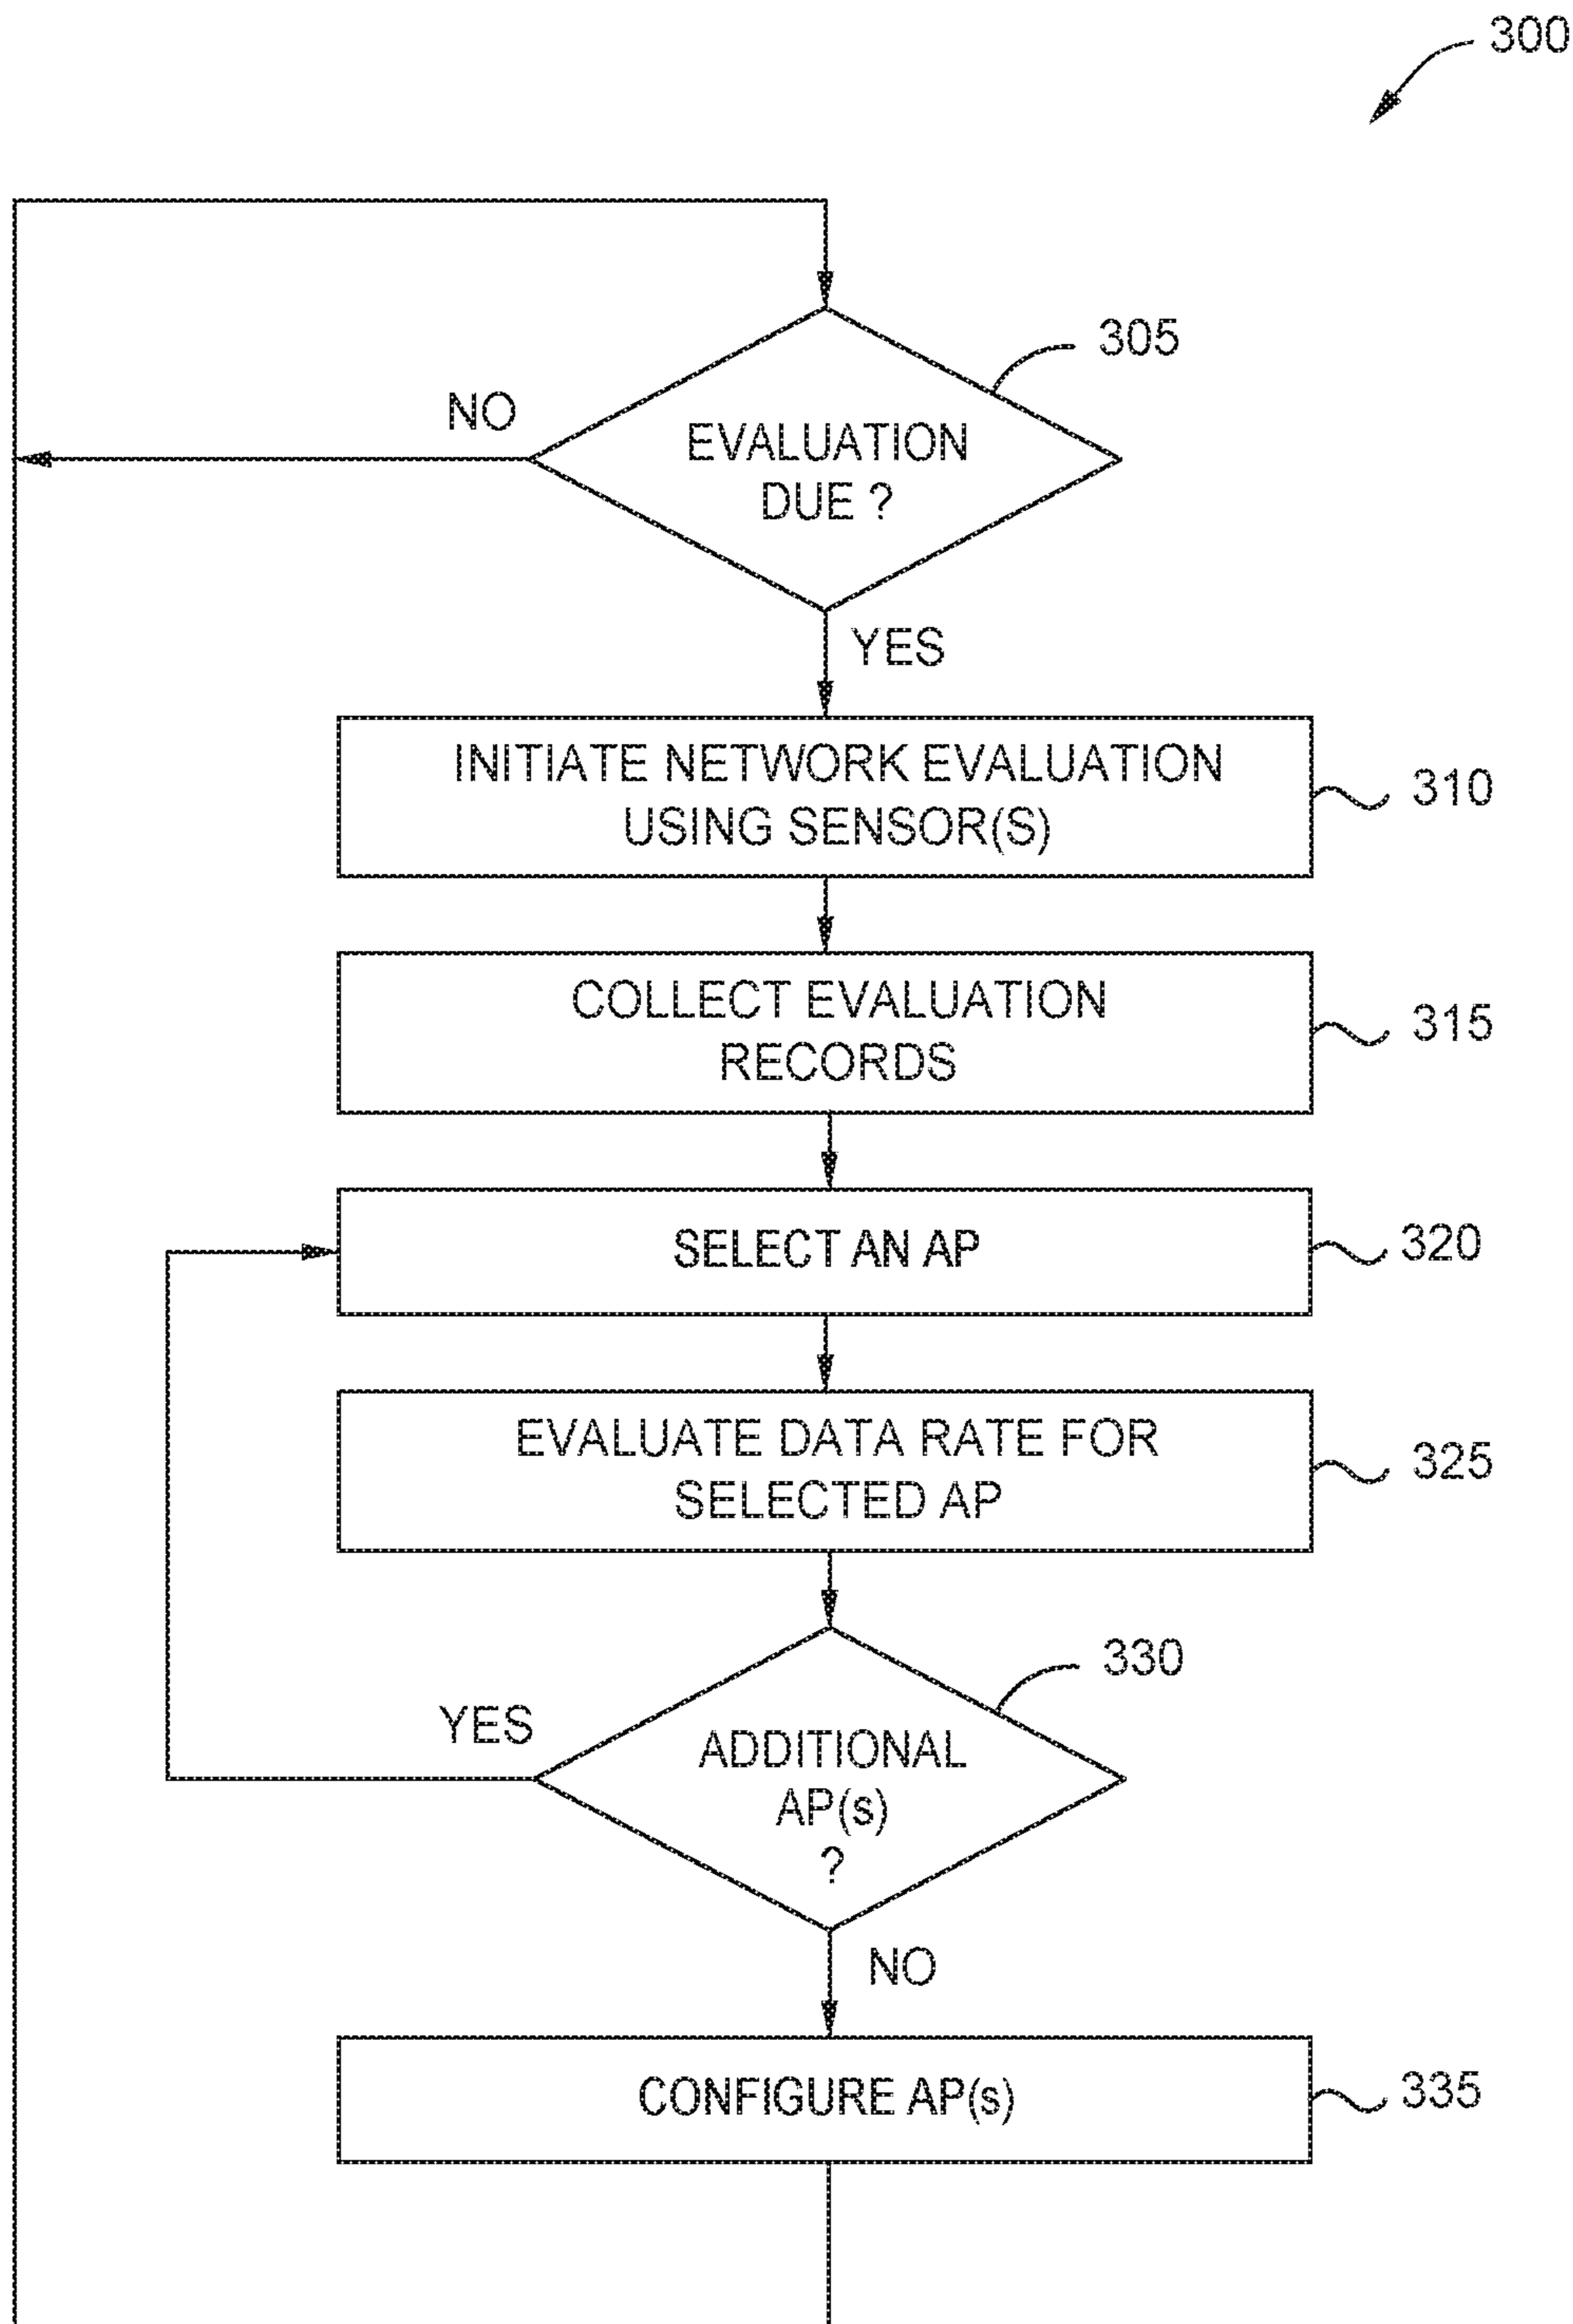 300
305
NO
EVALUATION
DUE ?
YES
INITIATE NETWORK EVALUATION
USING SENSOR(S)
310
COLLECT EVALUATION
RECORDS
315
SELECT AN AP
320
EVALUATE DATA RATE FOR
SELECTED AP
325
330
YES
ADDITIONAL
AP(s)
?
NO
CONFIGURE AP(s)
335